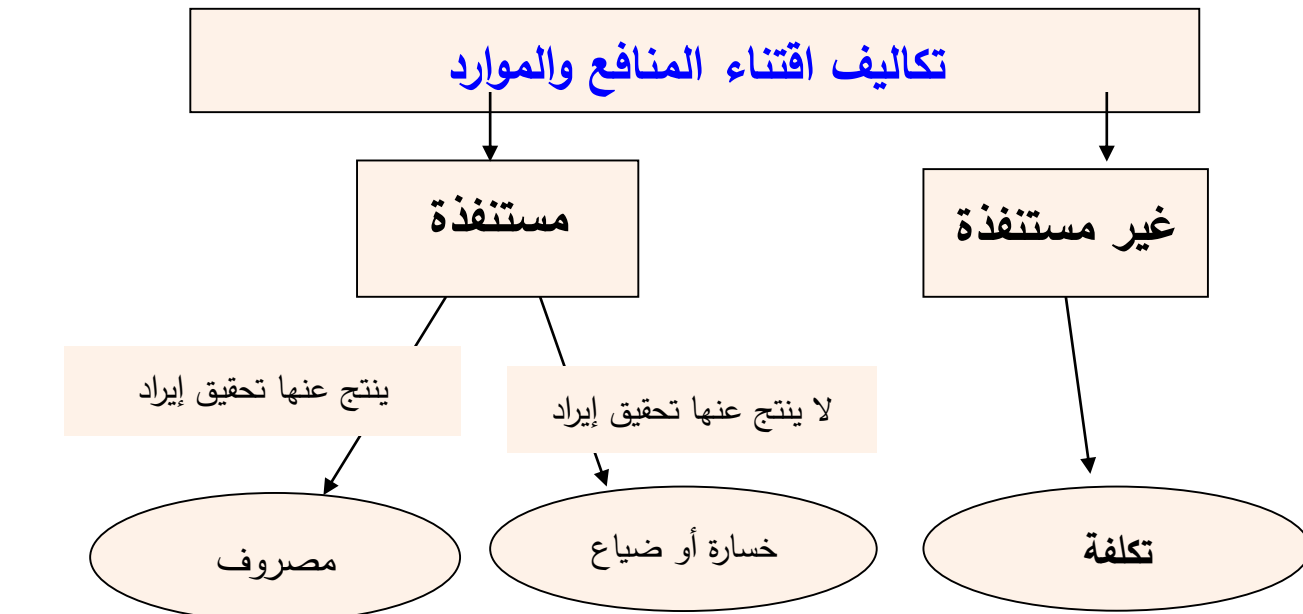 تكاليف اقتناء المنافع والموارد
غير مستنفذة
مستنفذة
لا ينتج عنها تحقيق إيراد
ينتج عنها تحقيق إيراد
تكلفة
خسارة أو ضياع
مصروف